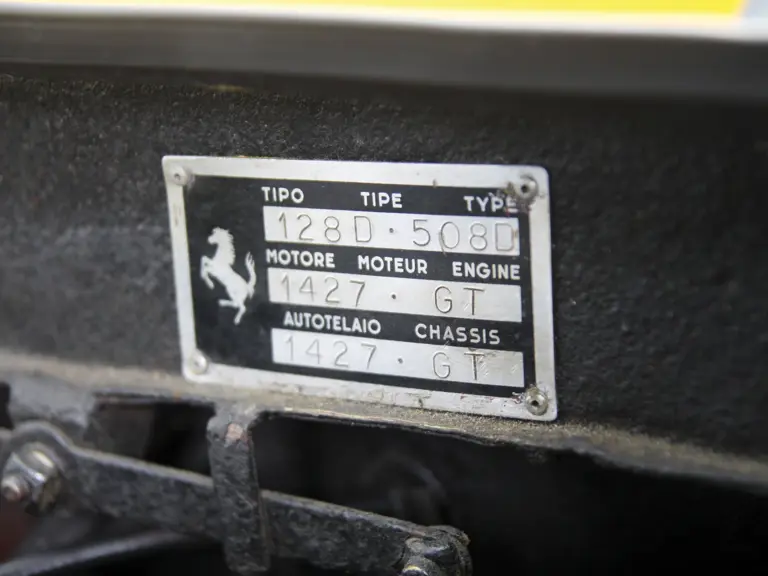 TIPO TIPE TYPE
128D · 508D
MOTORE MOTEUR ENGINE
1427 · GT
AUTOTELAIO CHASSIS
1427 · GT